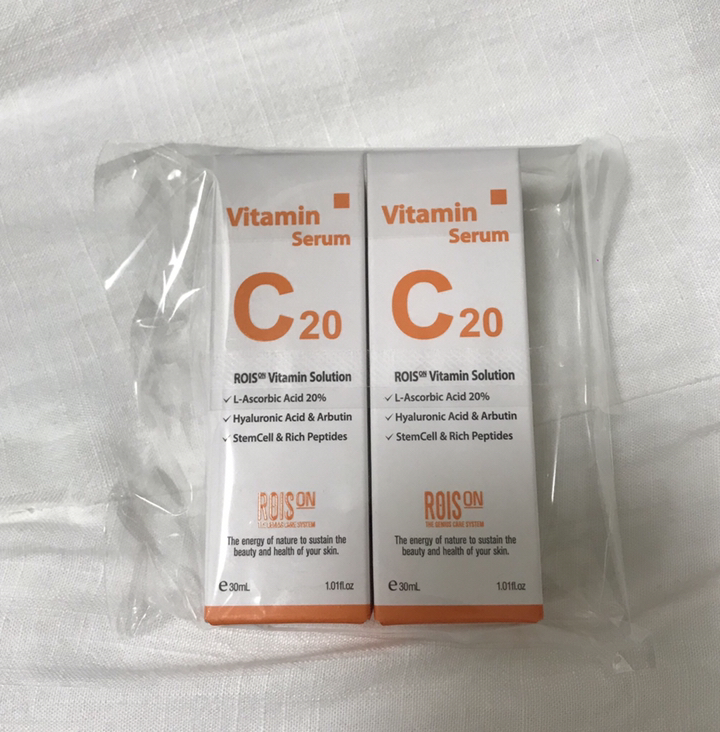 Vitamin
Serum
C20
ROISON Vitamin Solution
✓ L-Ascorbic Acid 20%
✓ Hyaluronic Acid & Arbutin
✓ StemCell & Rich Peptides
ROISON
The energy of nature to sustain the
beauty and health of your skin.
e30mL 1.01fl.oz
Vitamin
Serum
C20
ROISON Vitamin Solution
✓ L-Ascorbic Acid 20%
✓ Hyaluronic Acid & Arbutin
✓ StemCell & Rich Peptides
ROISON
The energy of nature to sustain the
beauty and health of your skin.
e30mL 1.01fl.oz